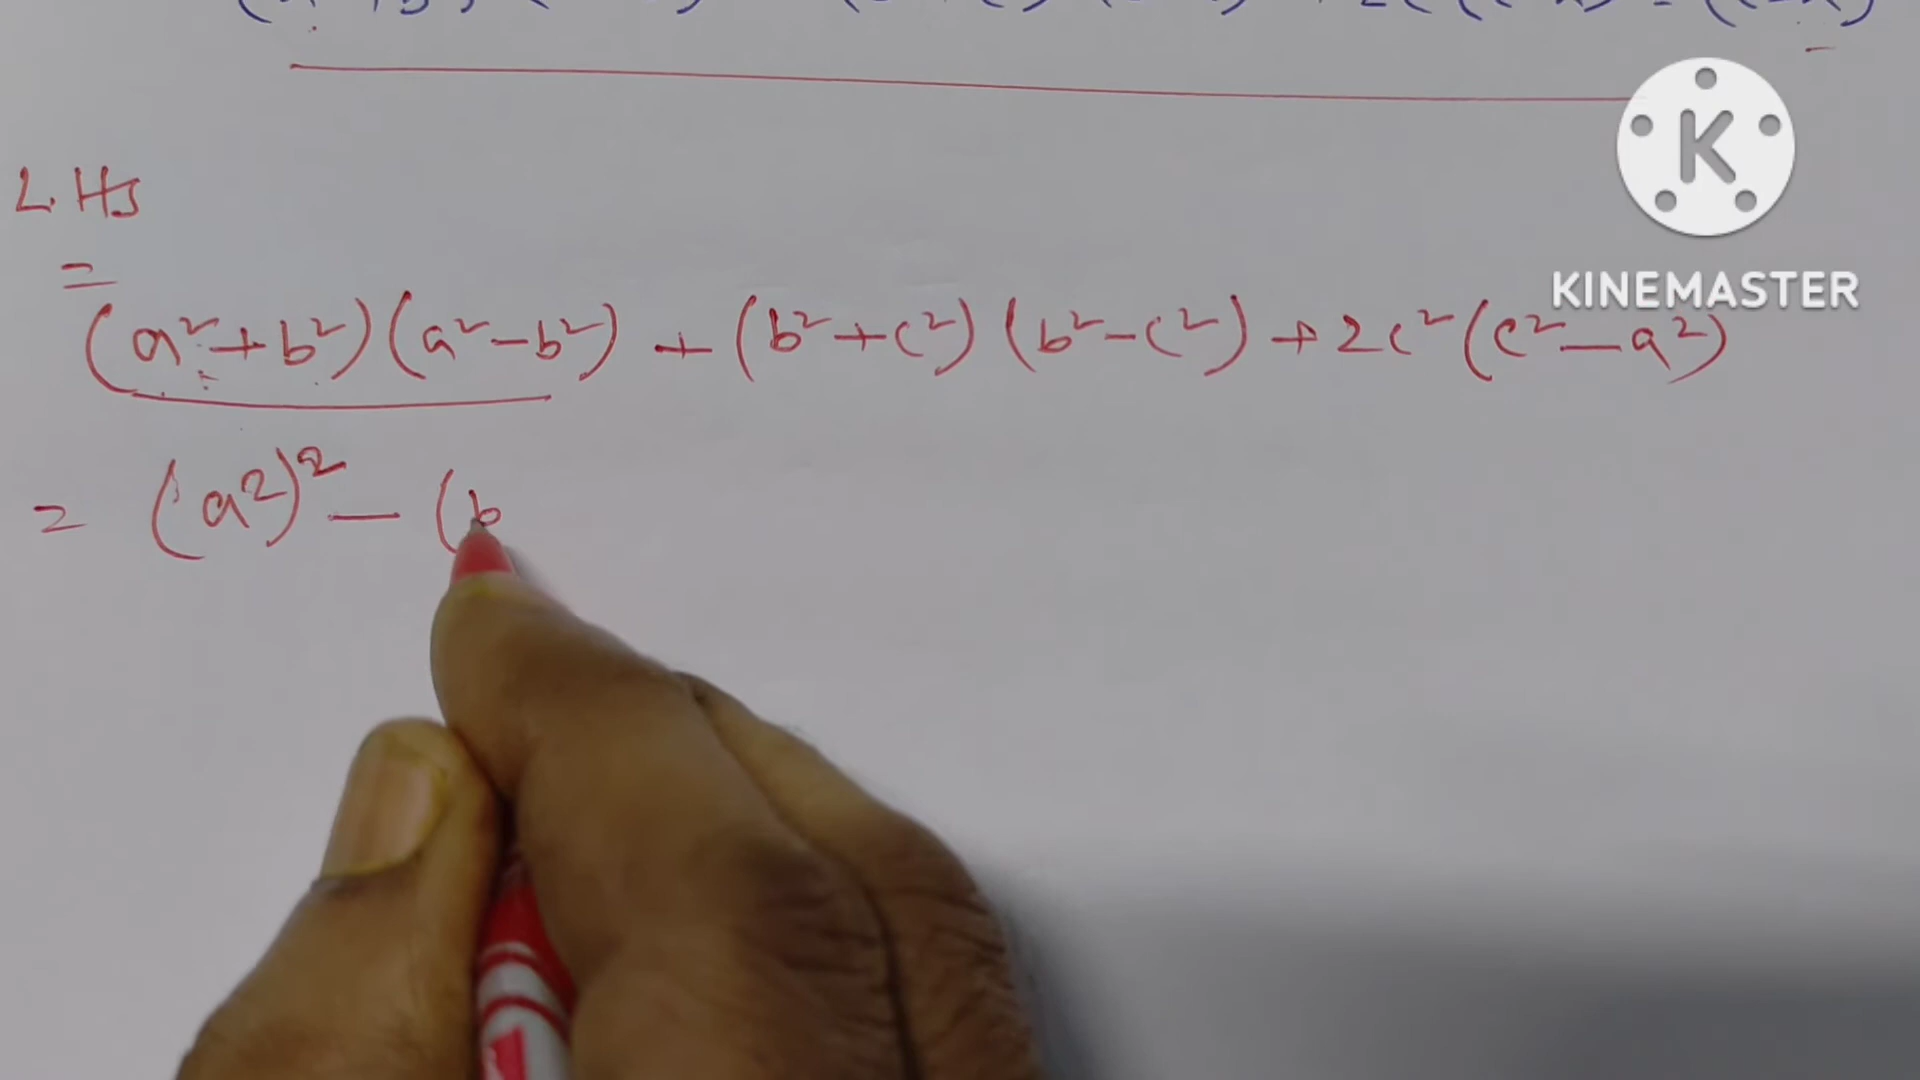 L.HS
=
(a²+b²)(a²-b²) + (b²+c²)(b²-c²) + 2c²(c²-a²)
= (a²)² - (b
KINEMASTER